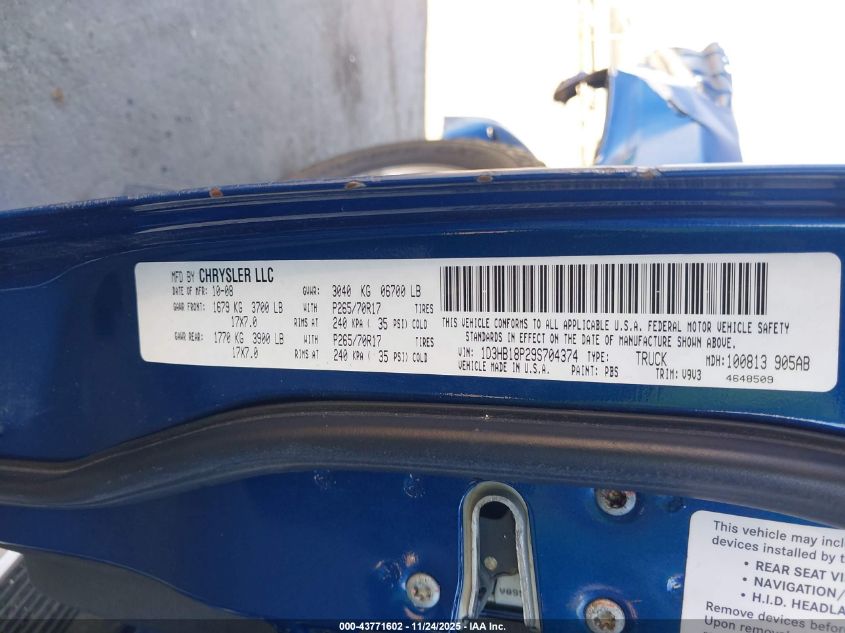 MFD BY CHRYSLER LLC
DATE OF MFR: 10-08 GVWR: 3040 KG 06700 LB
GAWR FRONT: 1679 KG 3700 LB WITH P265/70R17 TIRES
17X7.0 RIMS AT 240 KPA ( 35 PSI) COLD
GAWR REAR: 1770 KG 3900 LB WITH P265/70R17 TIRES
17X7.0 RIMS AT 240 KPA ( 35 PSI) COLD
THIS VEHICLE CONFORMS TO ALL APPLICABLE U.S.A. FEDERAL MOTOR VEHICLE SAFETY
STANDARDS IN EFFECT ON THE DATE OF MANUFACTURE SHOWN ABOVE.
VIN: 1D3HB18P29S704374 TYPE: TRUCK MDH:100813 905AB
VEHICLE MADE IN U.S.A. PAINT: PBS TRIM: V9V3
4648509
This vehicle may inclu
devices installed by t
• REAR SEAT VI
• NAVIGATION/
• H.I.D. HEADLA
Remove devices before
Upon remov
000-43771602 - 11/24/2025 - IAA Inc.